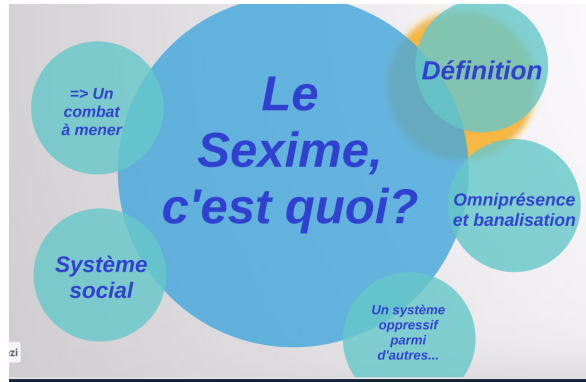 Le
Sexime,
c'est quoi?
Définition
Omniprésence
et banalisation
Un système
oppressif
parmi
d'autres...
Système
social
=> Un
combat
à mener
zi